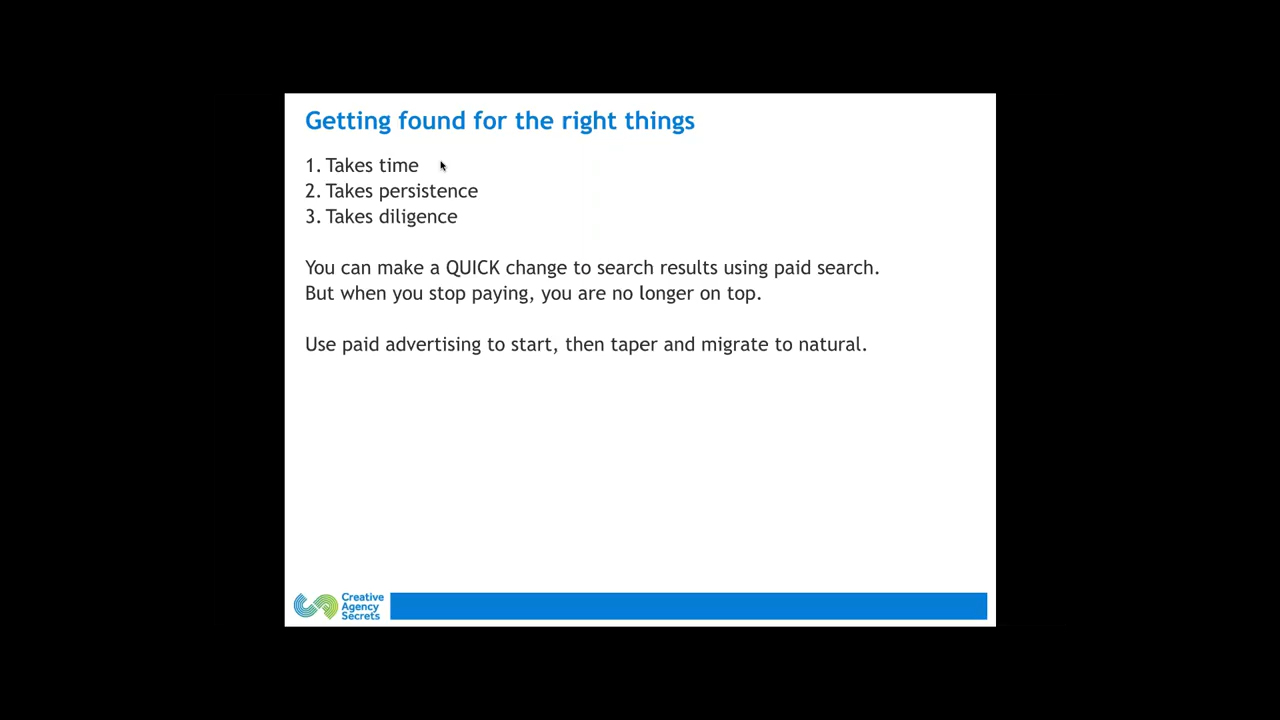 Getting found for the right things
1. Takes time
2. Takes persistence
3. Takes diligence
You can make a QUICK change to search results using paid search.
But when you stop paying, you are no longer on top.
Use paid advertising to start, then taper and migrate to natural.
Creative
Agency
Secrets